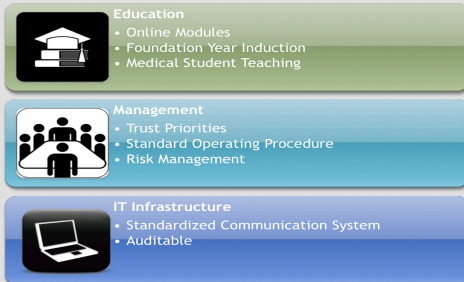 Education
• Online Modules
• Foundation Year Induction
• Medical Student Teaching
Management
• Trust Priorities
• Standard Operating Procedure
• Risk Management
IT Infrastructure
• Standardized Communication System
• Auditable